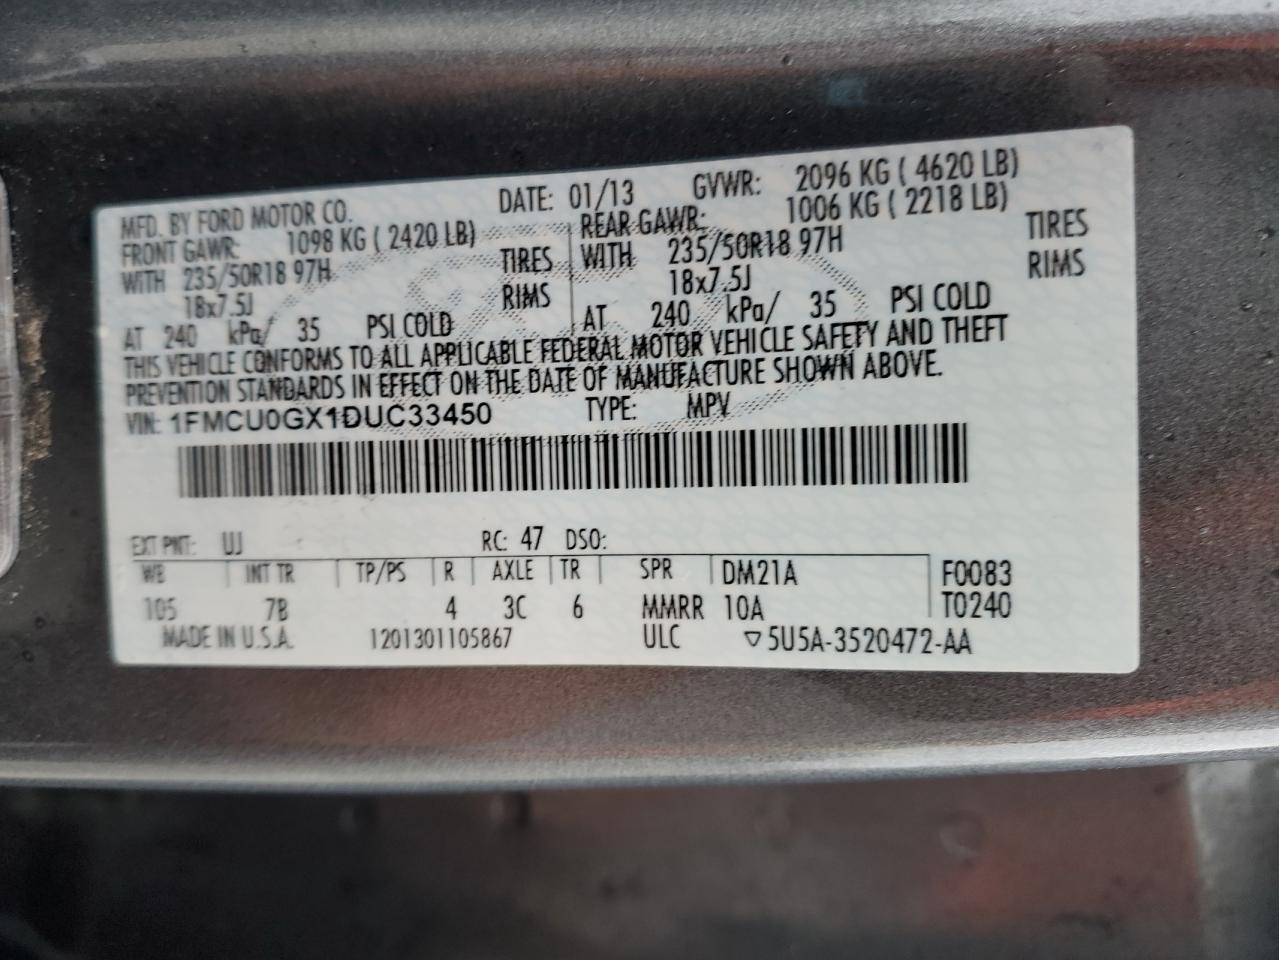 MFD. BY FORD MOTOR CO. DATE: 01/13 GVWR: 2096 KG ( 4620 LB)
FRONT GAWR: 1098 KG ( 2420 LB) REAR GAWR: 1006 KG ( 2218 LB)
WITH 235/50R18 97H TIRES WITH 235/50R18 97H TIRES
18x7.5J RIMS 18x7.5J RIMS
AT 240 kPa/ 35 PSI COLD AT 240 kPa/ 35 PSI COLD
THIS VEHICLE CONFORMS TO ALL APPLICABLE FEDERAL MOTOR VEHICLE SAFETY AND THEFT
PREVENTION STANDARDS IN EFFECT ON THE DATE OF MANUFACTURE SHOWN ABOVE.
VIN: 1FMCU0GX1DUC33450 TYPE: MPV
EXT PNT: UJ RC: 47 DSO:
WB INT TR TP/PS R AXLE TR SPR DM21A F0083
105 7B 4 3C 6 MMRR 10A T0240
MADE IN U.S.A. 1201301105867 ULC ▽5U5A-3520472-AA